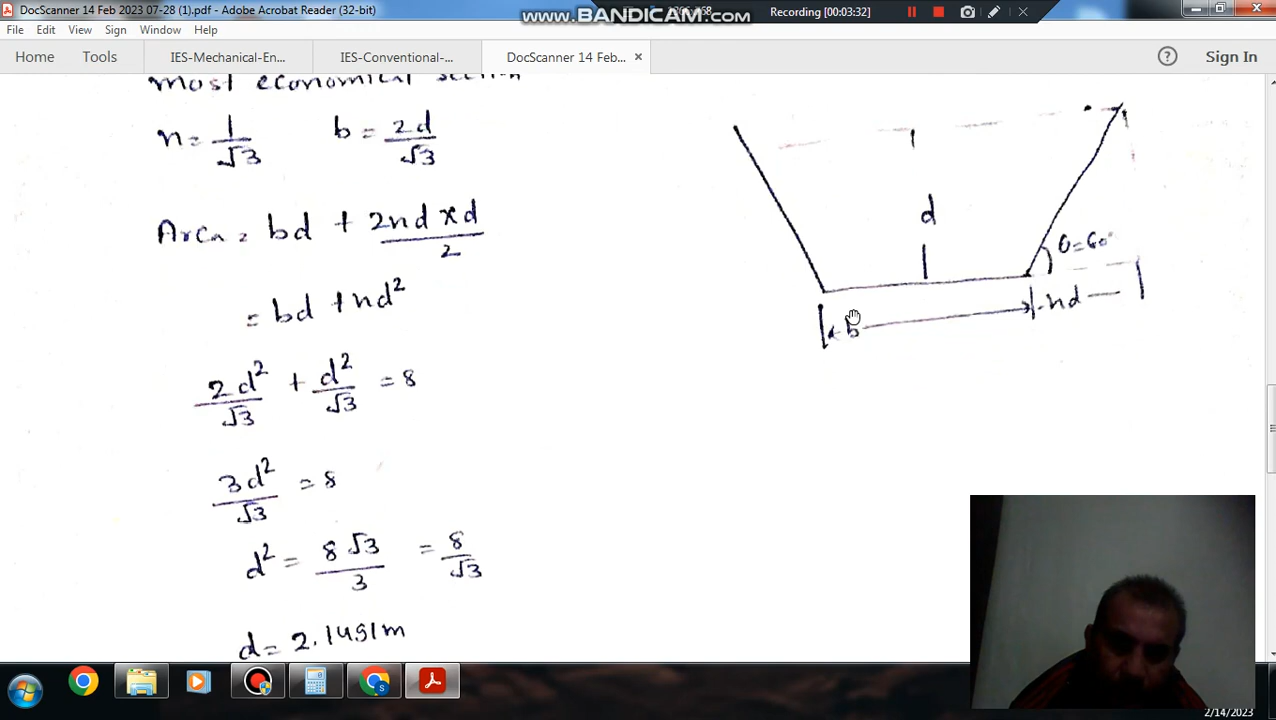 DocScanner 14 Feb 2023 07-28 (1).pdf - Adobe Acrobat Reader (32-bit)
www.BANDICAM.com
Recording [00:03:32]
File Edit View Sign Window Help
Home Tools IES-Mechanical-En... IES-Conventional-... DocScanner 14 Feb... × Sign In
most economical section
n = 1/√3 b = 2d/√3
Area = bd + 2nd × d/2
= bd + nd²
2d²/√3 + d²/√3 = 8
3d²/√3 = 8
d² = 8√3/3 = 8/√3
d = 2.1491m
d
θ=60°
b nd
2/14/2023